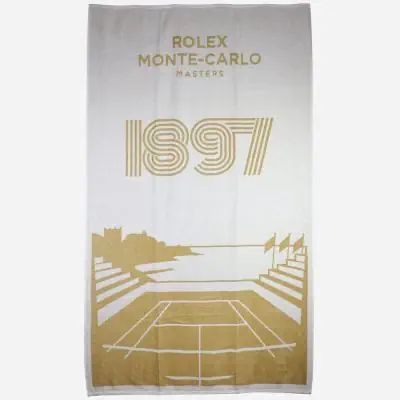 ROLEX
MONTE-CARLO
MASTERS
1897